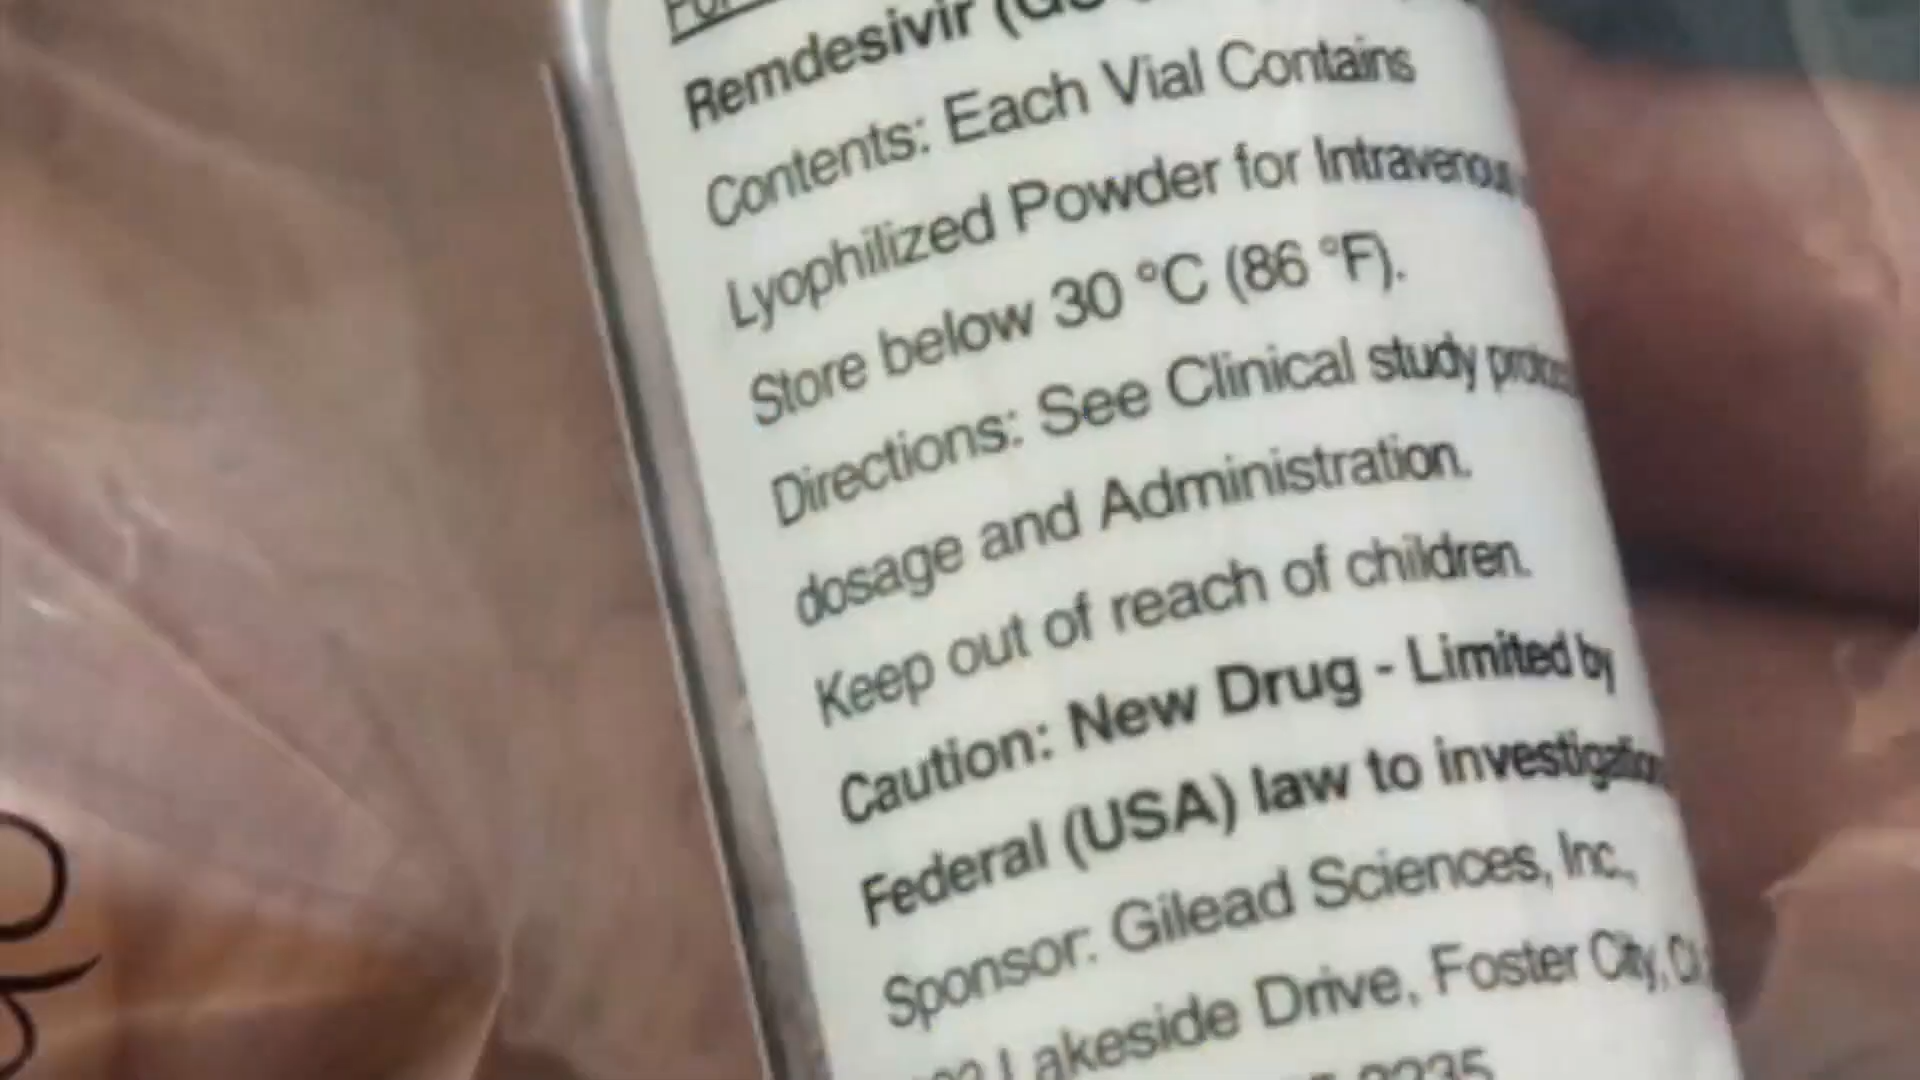 Remdesivir
Contents: Each Vial Contains
Lyophilized Powder for Intravenous
Store below 30 °C (86 °F).
Directions: See Clinical study
dosage and Administration.
Keep out of reach of children.
Caution: New Drug - Limited by
Federal (USA) law to
Sponsor: Gilead Sciences, Inc.,
Lakeside Drive, Foster City,